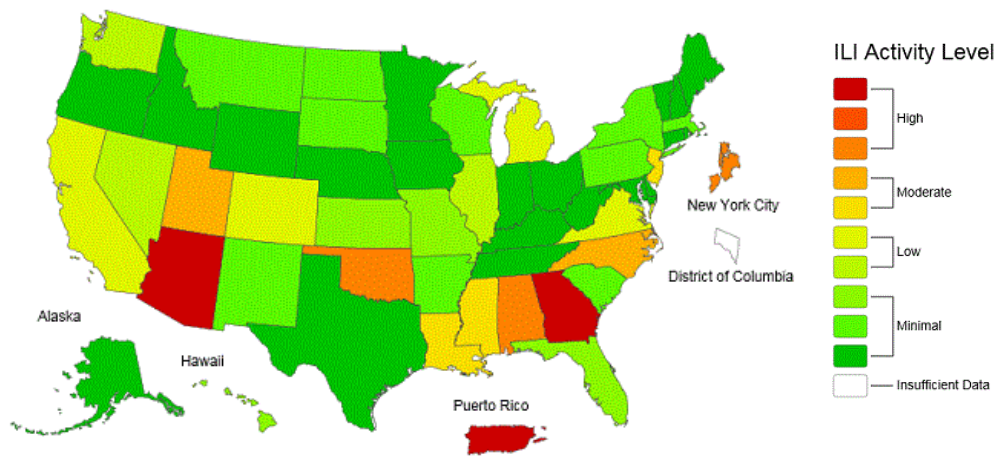 ILI Activity Level
High
Moderate
New York City
Low
District of Columbia
Alaska
Minimal
Hawaii
Insufficient Data
Puerto Rico